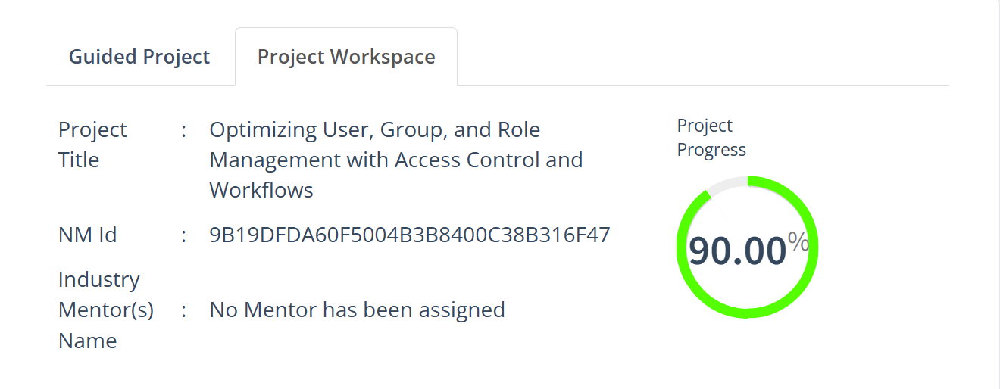 Guided Project
Project Workspace
Project Title : Optimizing User, Group, and Role
Management with Access Control and
Workflows
NM Id : 9B19DFDA60F5004B3B8400C38B316F47
Industry
Mentor(s) : No Mentor has been assigned
Name
Project
Progress
90.00%